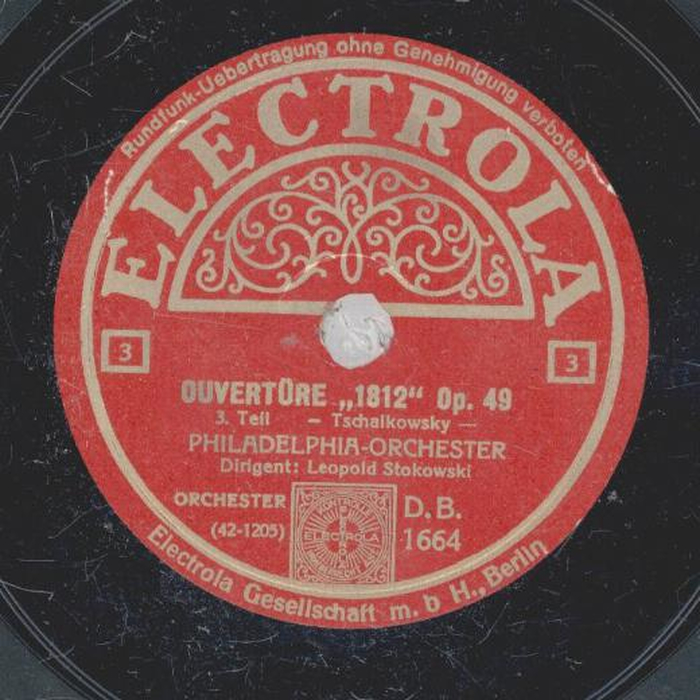 Rundfunk-Uebertragung ohne Genehmigung verboten
ELECTROLA
3
3
OUVERTÜRE „1812“ Op. 49
3. Teil – Tschaikowsky —
PHILADELPHIA-ORCHESTER
Dirigent: Leopold Stokowski
ORCHESTER
D. B.
(42-1205)
1664
ELECTROLA
Electrola Gesellschaft m. b H., Berlin